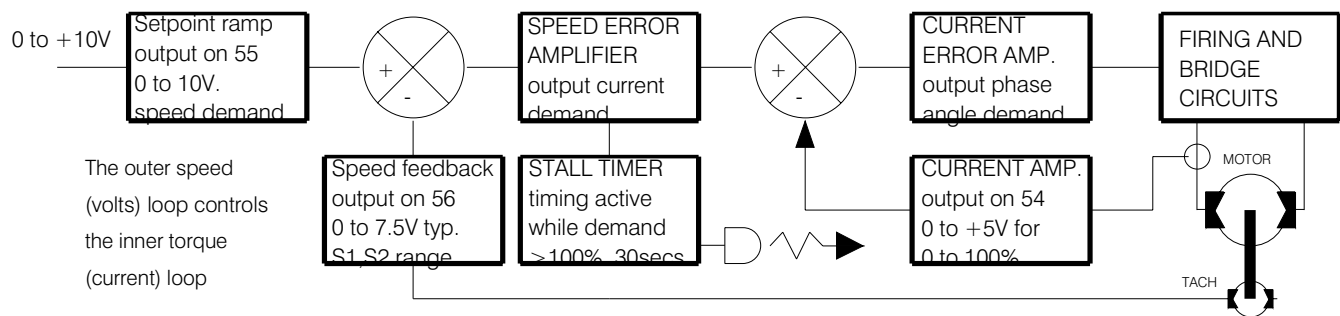 0 to +10V
Setpoint ramp
output on 55
0 to 10V.
speed demand
+
-
SPEED ERROR
AMPLIFIER
output current
demand
+
-
CURRENT
ERROR AMP.
output phase
angle demand
FIRING AND
BRIDGE
CIRCUITS
The outer speed
(volts) loop controls
the inner torque
(current) loop
Speed feedback
output on 56
0 to 7.5V typ.
S1,S2 range
STALL TIMER
timing active
while demand
>100%. 30secs
CURRENT AMP.
output on 54
0 to +5V for
0 to 100%
MOTOR
TACH